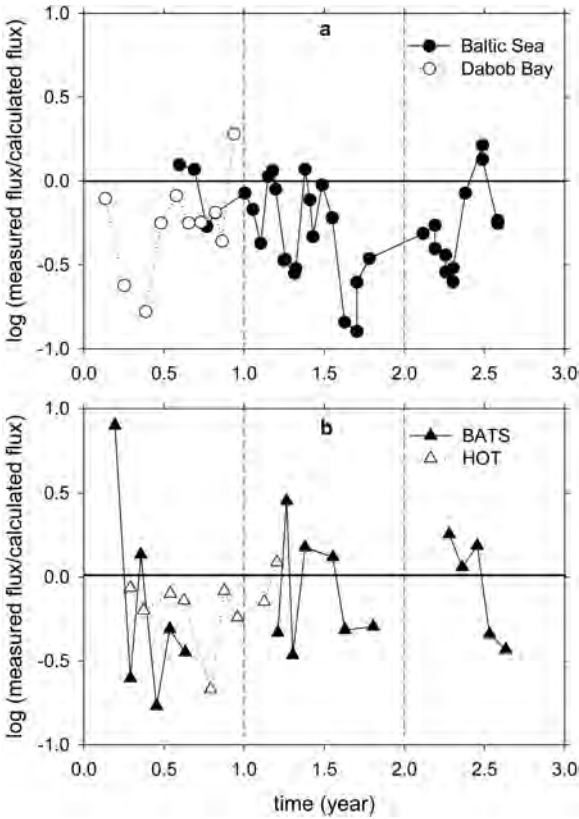 a
Baltic Sea
Dabob Bay
log (measured flux/calculated flux)
1.0
0.5
0.0
-0.5
-1.0
0.0 0.5 1.0 1.5 2.0 2.5 3.0
b
BATS
HOT
log (measured flux/calculated flux)
1.0
0.5
0.0
-0.5
-1.0
0.0 0.5 1.0 1.5 2.0 2.5 3.0
time (year)